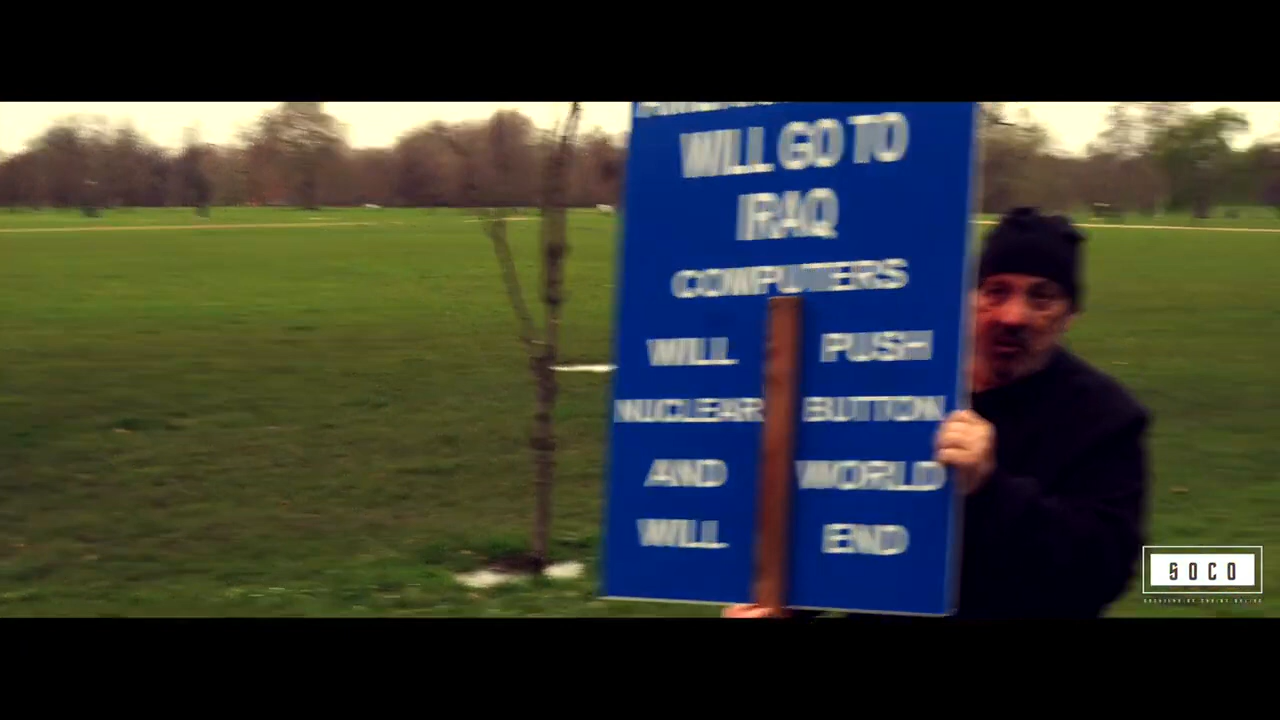 WILL GO TO
IRAQ
COMPUTERS
WILL PUSH
NUCLEAR BUTTON
AND WORLD
WILL END
SOCO